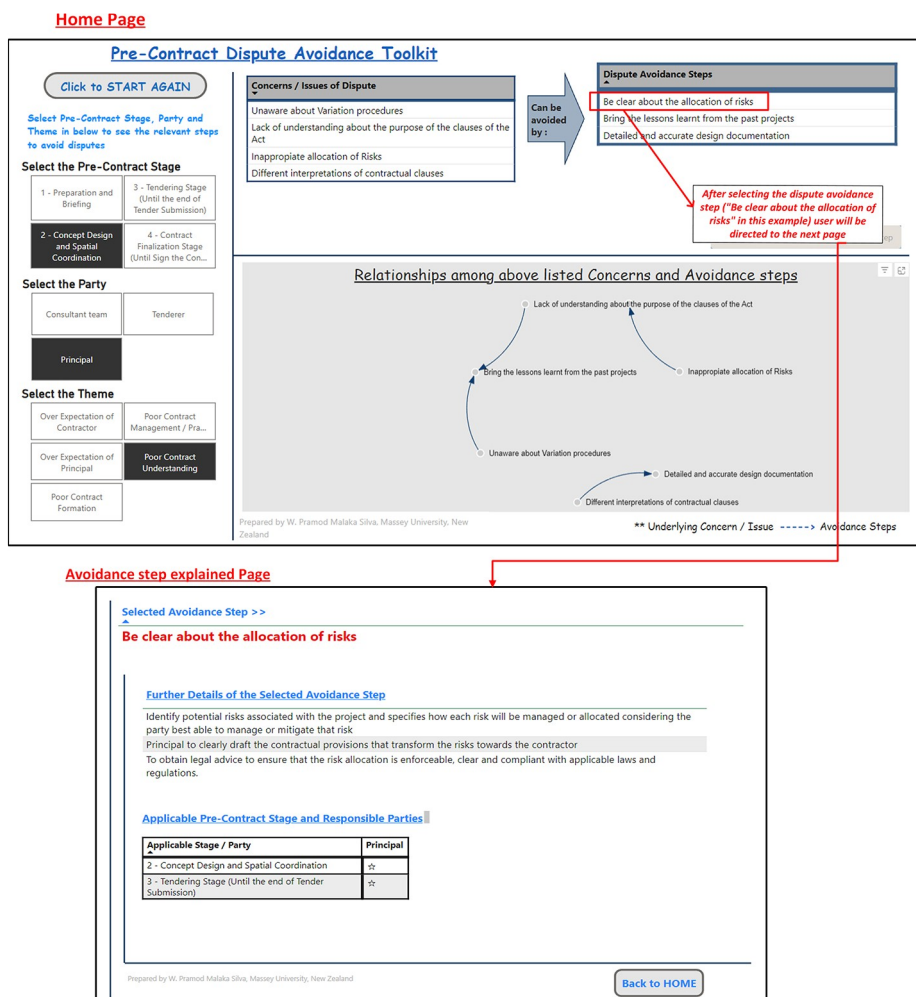 Home Page
Pre-Contract Dispute Avoidance Toolkit
Click to START AGAIN
Select Pre-Contract Stage, Party and
Theme in below to see the relevant steps
to avoid disputes
Select the Pre-Contract Stage
1 - Preparation and
Briefing
3 - Tendering Stage
(Until the end of
Tender Submission)
2 - Concept Design
and Spatial
Coordination
4 - Contract
Finalization Stage
(Until Sign the Con...
Select the Party
Consultant team
Tenderer
Principal
Select the Theme
Over Expectation of
Contractor
Poor Contract
Management / Pra...
Over Expectation of
Principal
Poor Contract
Understanding
Poor Contract
Formation
Concerns / Issues of Dispute
Unaware about Variation procedures
Lack of understanding about the purpose of the clauses of the
Act
Inappropiate allocation of Risks
Different interpretations of contractual clauses
Can be
avoided
by :
Dispute Avoidance Steps
Be clear about the allocation of risks
Bring the lessons learnt from the past projects
Detailed and accurate design documentation
After selecting the dispute avoidance
step ("Be clear about the allocation of
risks" in this example) user will be
directed to the next page
ep
Relationships among above listed Concerns and Avoidance steps
Lack of understanding about the purpose of the clauses of the Act
Bring the lessons learnt from the past projects
Inappropiate allocation of Risks
Unaware about Variation procedures
Detailed and accurate design documentation
Different interpretations of contractual clauses
Prepared by W. Pramod Malaka Silva, Massey University, New
Zealand
** Underlying Concern / Issue -----> Avoidance Steps
Avoidance step explained Page
Selected Avoidance Step >>
Be clear about the allocation of risks
Further Details of the Selected Avoidance Step
Identify potential risks associated with the project and specifies how each risk will be managed or allocated considering the
party best able to manage or mitigate that risk
Principal to clearly draft the contractual provisions that transform the risks towards the contractor
To obtain legal advice to ensure that the risk allocation is enforceable, clear and compliant with applicable laws and
regulations.
Applicable Pre-Contract Stage and Responsible Parties
Applicable Stage / Party Principal
2 - Concept Design and Spatial Coordination ☆
3 - Tendering Stage (Until the end of Tender ☆
Submission)
Prepared by W. Pramod Malaka Silva, Massey University, New Zealand
Back to HOME